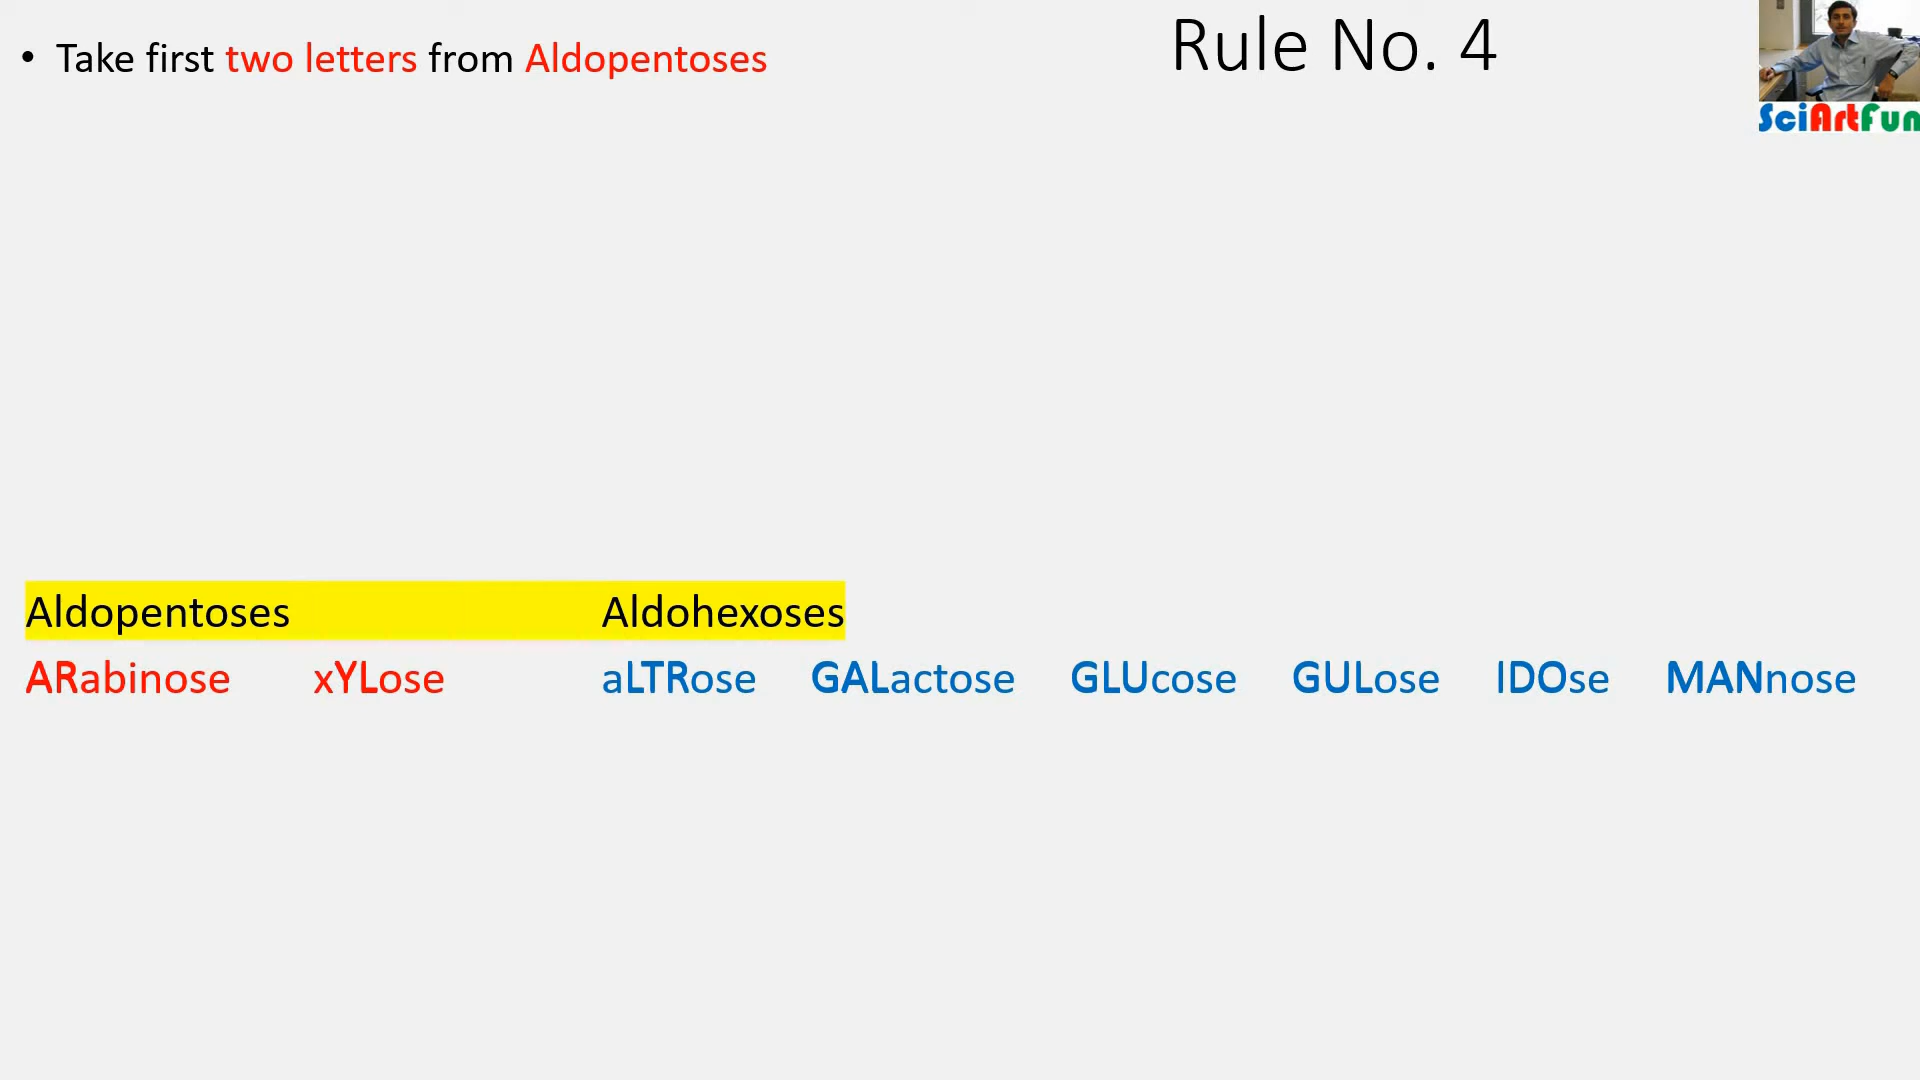 Rule No. 4
• Take first two letters from Aldopentoses
SciArtFun
Aldopentoses Aldohexoses
ARabinose xYLose aLTRose GALactose GLUcose GULose IDOse MANnose